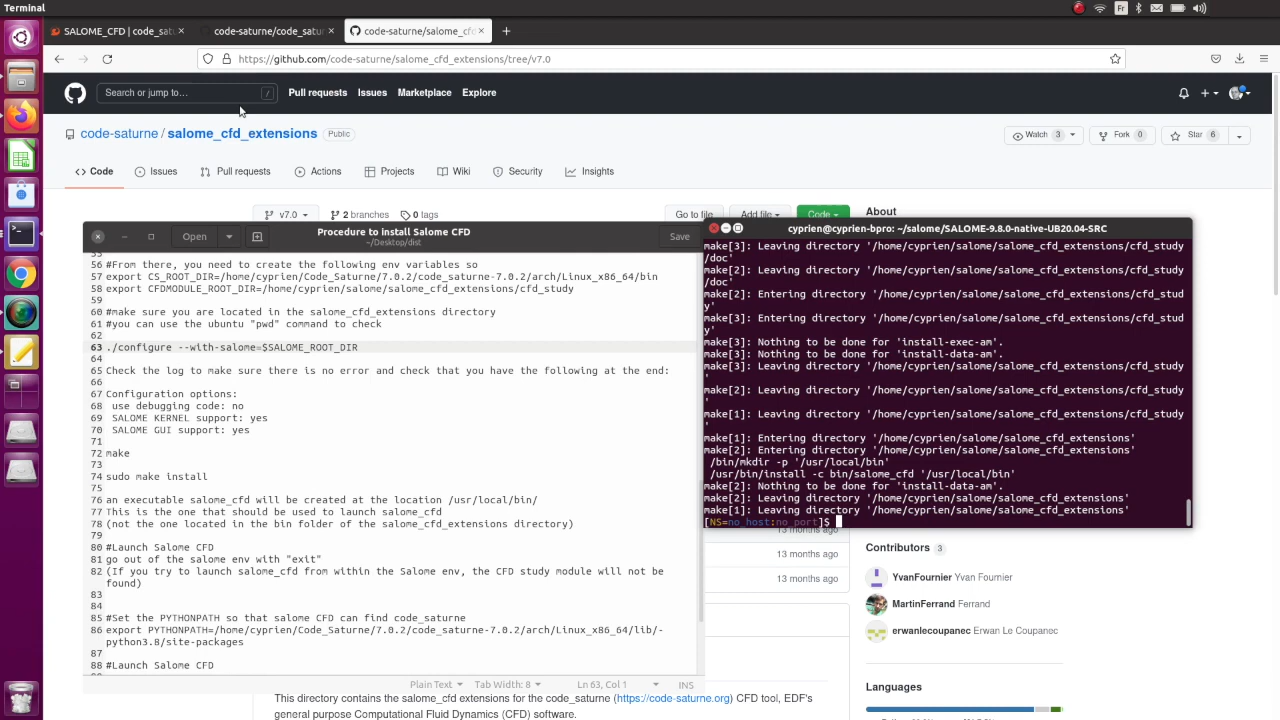 Terminal
Fr
SALOME_CFD | code_sat
code-saturne/code_satu
code-saturne/salome_cf
https://github.com/code-saturne/salome_cfd_extensions/tree/v7.0
Search or jump to…
/
Pull requests
Issues
Marketplace
Explore
code-saturne / salome_cfd_extensions
Public
Watch 3
Fork 0
Star 6
Code
Issues
Pull requests
Actions
Projects
Wiki
Security
Insights
v7.0
2 branches
0 tags
Go to file
Add file
Code
About
Open
Procedure to install Salome CFD
~/Desktop/dist
Save
55
56 #From there, you need to create the following env variables so
57 export CS_ROOT_DIR=/home/cyprien/Code_Saturne/7.0.2/code_saturne-7.0.2/arch/Linux_x86_64/bin
58 export CFDMODULE_ROOT_DIR=/home/cyprien/salome/salome_cfd_extensions/cfd_study
59
60 #make sure you are located in the salome_cfd_extensions directory
61 #you can use the ubuntu "pwd" command to check
62
63 ./configure --with-salome=$SALOME_ROOT_DIR
64
65 Check the log to make sure there is no error and check that you have the following at the end:
66
67 Configuration options:
68  use debugging code: no
69  SALOME KERNEL support: yes
70  SALOME GUI support: yes
71
72 make
73
74 sudo make install
75
76 an executable salome_cfd will be created at the location /usr/local/bin/
77 This is the one that should be used to launch salome_cfd
78 (not the one located in the bin folder of the salome_cfd_extensions directory)
79
80 #Launch Salome CFD
81 go out of the salome env with "exit"
82 (If you try to launch salome_cfd from within the Salome env, the CFD study module will not be
found)
83
84
85 #Set the PYTHONPATH so that salome CFD can find code_saturne
86 export PYTHONPATH=/home/cyprien/Code_Saturne/7.0.2/code_saturne-7.0.2/arch/Linux_x86_64/lib/-
python3.8/site-packages
87
88 #Launch Salome CFD
Plain Text
Tab Width: 8
Ln 63, Col 1
INS
cyprien@cyprien-bpro: ~/salome/SALOME-9.8.0-native-UB20.04-SRC
make[3]: Leaving directory '/home/cyprien/salome/salome_cfd_extensions/cfd_study
/doc'
make[2]: Leaving directory '/home/cyprien/salome/salome_cfd_extensions/cfd_study
/doc'
make[2]: Entering directory '/home/cyprien/salome/salome_cfd_extensions/cfd_stud
y'
make[3]: Entering directory '/home/cyprien/salome/salome_cfd_extensions/cfd_stud
y'
make[3]: Nothing to be done for 'install-exec-am'.
make[3]: Nothing to be done for 'install-data-am'.
make[3]: Leaving directory '/home/cyprien/salome/salome_cfd_extensions/cfd_study
'
make[2]: Leaving directory '/home/cyprien/salome/salome_cfd_extensions/cfd_study
'
make[1]: Leaving directory '/home/cyprien/salome/salome_cfd_extensions/cfd_study
'
make[1]: Entering directory '/home/cyprien/salome/salome_cfd_extensions'
make[2]: Entering directory '/home/cyprien/salome/salome_cfd_extensions'
/bin/mkdir -p '/usr/local/bin'
/usr/bin/install -c bin/salome_cfd '/usr/local/bin'
make[2]: Nothing to be done for 'install-data-am'.
make[2]: Leaving directory '/home/cyprien/salome/salome_cfd_extensions'
make[1]: Leaving directory '/home/cyprien/salome/salome_cfd_extensions'
[NS=no_host:no_port]$
13 months ago
13 months ago
13 months ago
Contributors 3
YvanFournier Yvan Fournier
MartinFerrand Ferrand
erwanlecoupanec Erwan Le Coupanec
Languages
This directory contains the salome_cfd extensions for the code_saturne (https://code-saturne.org) CFD tool, EDF's
general purpose Computational Fluid Dynamics (CFD) software.